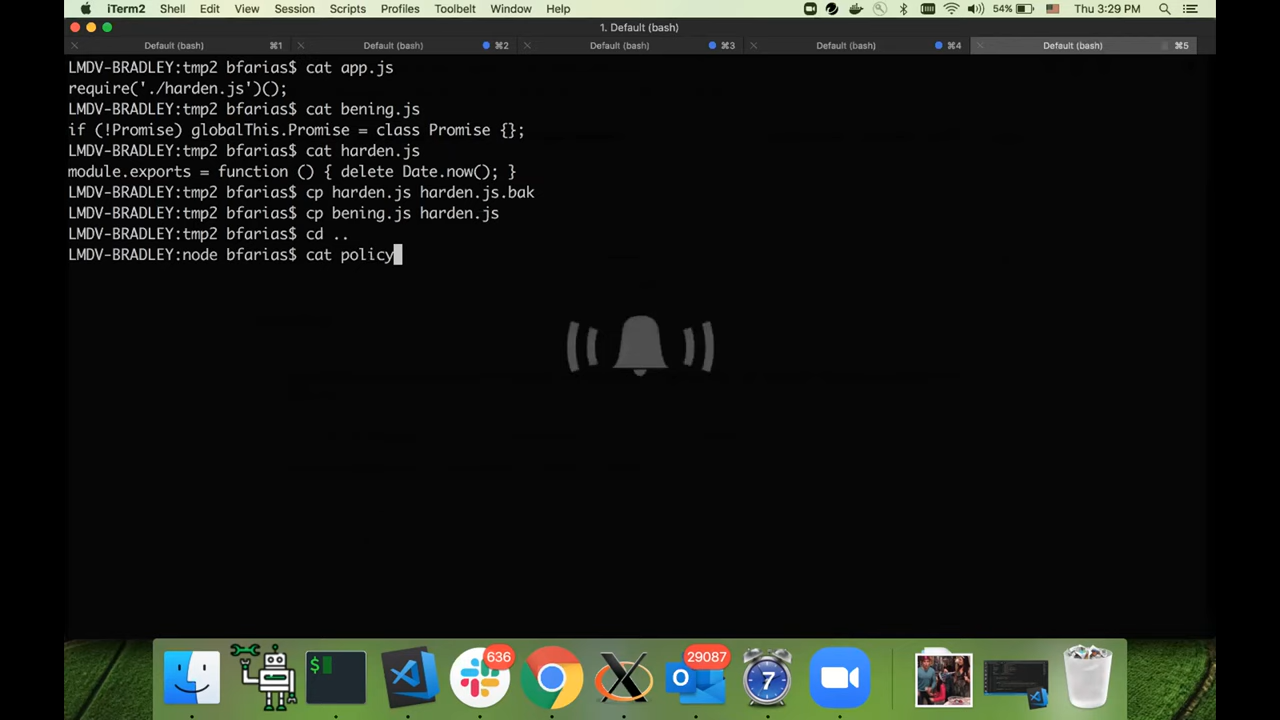 iTerm2 Shell Edit View Session Scripts Profiles Toolbelt Window Help 54% Thu 3:29 PM
1. Default (bash)
Default (bash) ⌘1 Default (bash) ⌘2 Default (bash) ⌘3 Default (bash) ⌘4 Default (bash) ⌘5
LMDV-BRADLEY:tmp2 bfarias$ cat app.js
require('./harden.js')();
LMDV-BRADLEY:tmp2 bfarias$ cat bening.js
if (!Promise) globalThis.Promise = class Promise {};
LMDV-BRADLEY:tmp2 bfarias$ cat harden.js
module.exports = function () { delete Date.now(); }
LMDV-BRADLEY:tmp2 bfarias$ cp harden.js harden.js.bak
LMDV-BRADLEY:tmp2 bfarias$ cp bening.js harden.js
LMDV-BRADLEY:tmp2 bfarias$ cd ..
LMDV-BRADLEY:node bfarias$ cat policy
$
636
29087
7